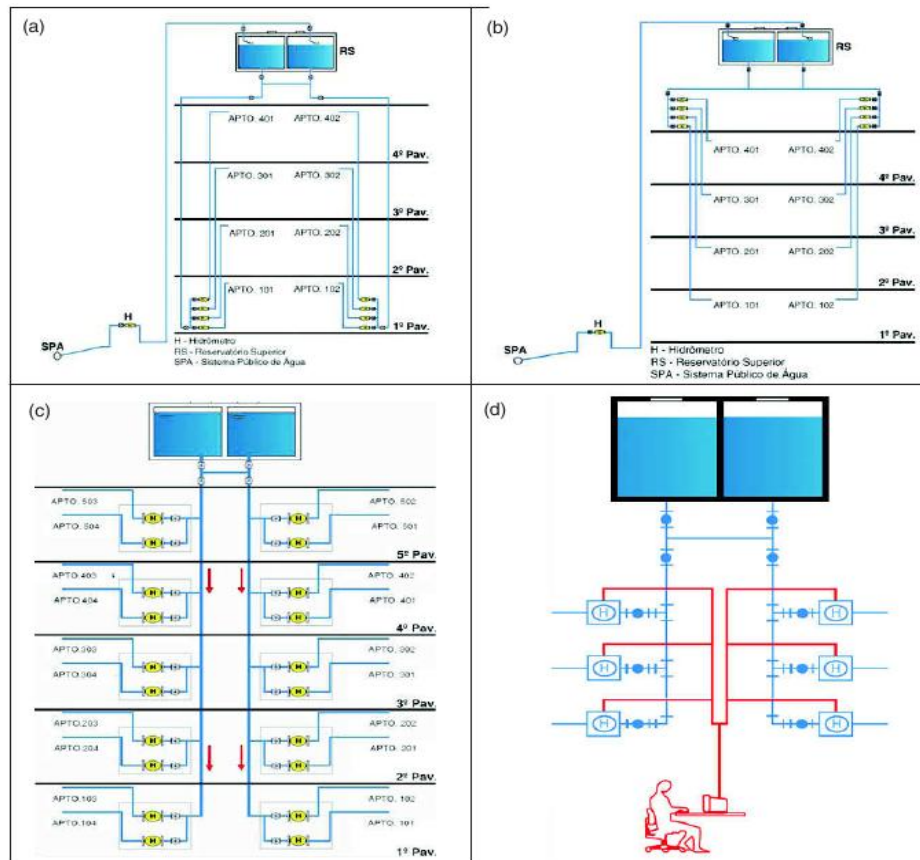 (a)
RS
APTO. 401 APTO. 402
4º Pav.
APTO. 301 APTO. 302
3º Pav.
APTO. 201 APTO. 202
2º Pav.
APTO. 101 APTO. 102
1º Pav.
H
SPA
H - Hidrômetro
RS - Reservatório Superior
SPA - Sistema Público de Água
(b)
RS
APTO. 401 APTO. 402
4º Pav.
APTO. 301 APTO. 302
3º Pav.
APTO. 201 APTO. 202
2º Pav.
APTO. 101 APTO. 102
1º Pav.
H
SPA
H - Hidrômetro
RS - Reservatório Superior
SPA - Sistema Público de Água
(c)
APTO. 503 H H APTO. 502
APTO. 504 H H APTO. 501
5º Pav.
APTO.403 H H APTO. 402
APTO. 404 H H APTO. 401
4º Pav.
APTO.303 H H APTO. 302
APTO. 304 H H APTO. 301
3º Pav.
APTO.203 H H APTO. 202
APTO. 204 H H APTO. 201
2º Pav.
APTO.103 H H APTO. 102
APTO.104 H H APTO. 101
1º Pav.
(d)
H H
H H
H H